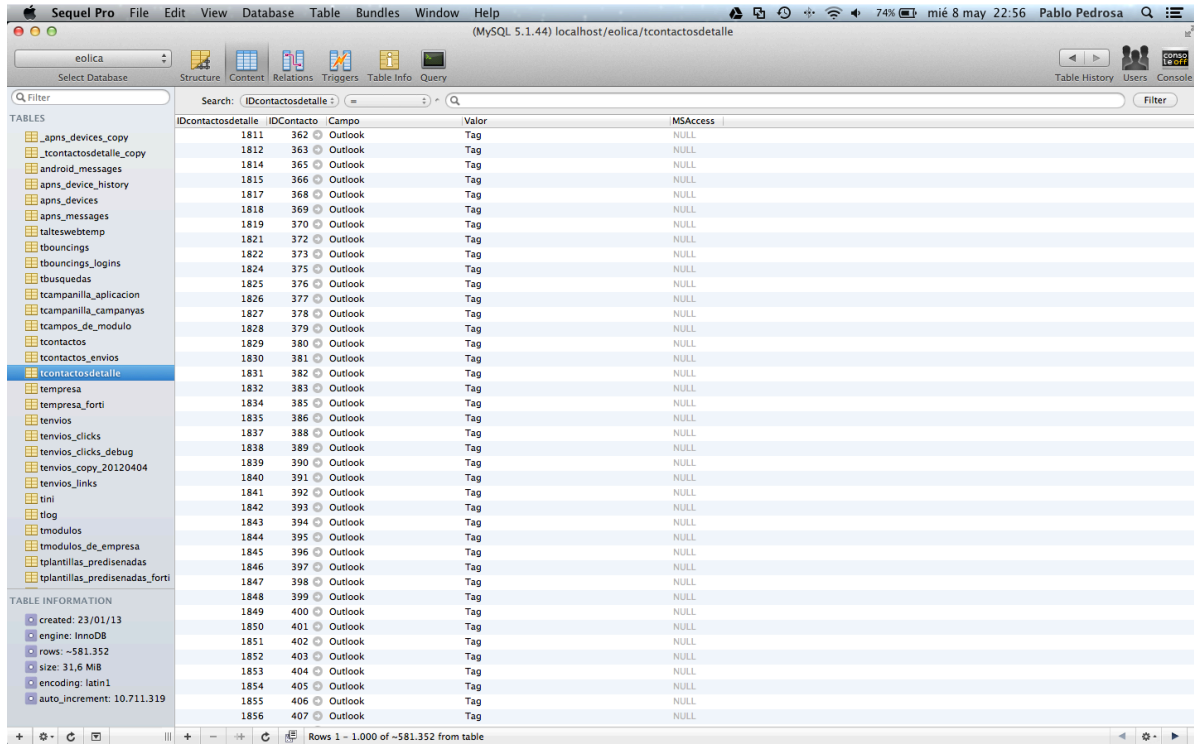 Sequel Pro File Edit View Database Table Bundles Window Help 74% mié 8 may 22:56 Pablo Pedrosa
(MySQL 5.1.44) localhost/eolica/tcontactosdetalle
eolica
Select Database Structure Content Relations Triggers Table Info Query Table History Users Console
conso
le off
Filter
Search: IDcontactosdetalle = Filter
TABLES
_apns_devices_copy
_tcontactosdetalle_copy
android_messages
apns_device_history
apns_devices
apns_messages
talteswebtemp
tbouncings
tbouncings_logins
tbusquedas
tcampanilla_aplicacion
tcampanilla_campanyas
tcampos_de_modulo
tcontactos
tcontactos_envios
tcontactosdetalle
tempresa
tempresa_forti
tenvios
tenvios_clicks
tenvios_clicks_debug
tenvios_copy_20120404
tenvios_links
tini
tlog
tmodulos
tmodulos_de_empresa
tplantillas_predisenadas
tplantillas_predisenadas_forti
TABLE INFORMATION
created: 23/01/13
engine: InnoDB
rows: ~581.352
size: 31,6 MiB
encoding: latin1
auto_increment: 10.711.319
IDcontactosdetalle IDContacto Campo Valor MSAccess
1811 362 Outlook Tag NULL
1812 363 Outlook Tag NULL
1814 365 Outlook Tag NULL
1815 366 Outlook Tag NULL
1817 368 Outlook Tag NULL
1818 369 Outlook Tag NULL
1819 370 Outlook Tag NULL
1821 372 Outlook Tag NULL
1822 373 Outlook Tag NULL
1824 375 Outlook Tag NULL
1825 376 Outlook Tag NULL
1826 377 Outlook Tag NULL
1827 378 Outlook Tag NULL
1828 379 Outlook Tag NULL
1829 380 Outlook Tag NULL
1830 381 Outlook Tag NULL
1831 382 Outlook Tag NULL
1832 383 Outlook Tag NULL
1834 385 Outlook Tag NULL
1835 386 Outlook Tag NULL
1837 388 Outlook Tag NULL
1838 389 Outlook Tag NULL
1839 390 Outlook Tag NULL
1840 391 Outlook Tag NULL
1841 392 Outlook Tag NULL
1842 393 Outlook Tag NULL
1843 394 Outlook Tag NULL
1844 395 Outlook Tag NULL
1845 396 Outlook Tag NULL
1846 397 Outlook Tag NULL
1847 398 Outlook Tag NULL
1848 399 Outlook Tag NULL
1849 400 Outlook Tag NULL
1850 401 Outlook Tag NULL
1851 402 Outlook Tag NULL
1852 403 Outlook Tag NULL
1853 404 Outlook Tag NULL
1854 405 Outlook Tag NULL
1855 406 Outlook Tag NULL
1856 407 Outlook Tag NULL
Rows 1 - 1.000 of ~581.352 from table